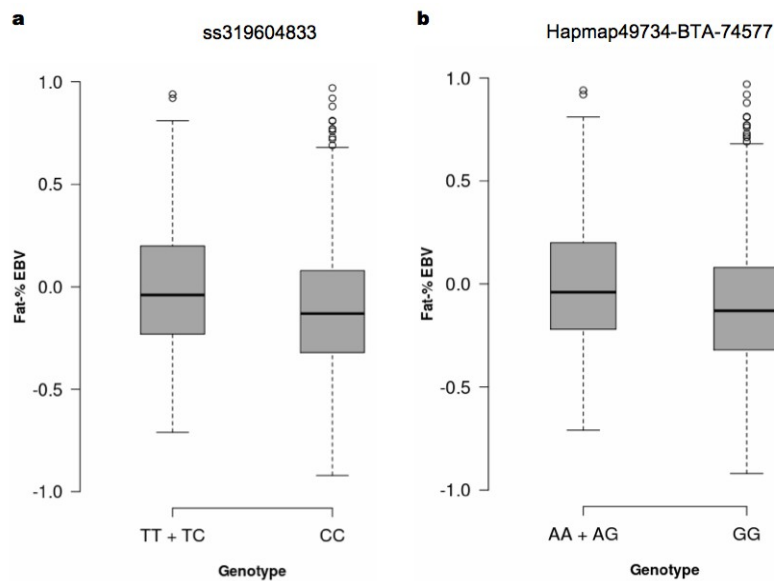 a
ss319604833
1.0
0.5
0.0
-0.5
-1.0
Fat-% EBV
TT + TC
CC
Genotype
b
Hapmap49734-BTA-74577
1.0
0.5
0.0
-0.5
-1.0
Fat-% EBV
AA + AG
GG
Genotype